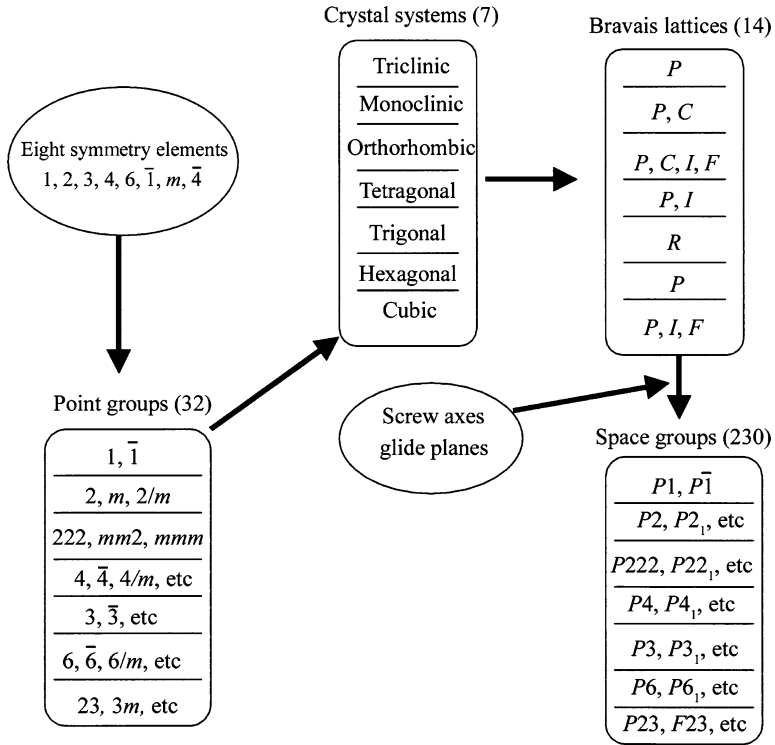 Crystal systems (7)
Triclinic
Monoclinic
Orthorhombic
Tetragonal
Trigonal
Hexagonal
Cubic
Bravais lattices (14)
P
P, C
P, C, I, F
P, I
R
P
P, I, F
Eight symmetry elements
1, 2, 3, 4, 6, 1̅, m, 4̅
Point groups (32)
1, 1̅
2, m, 2/m
222, mm2, mmm
4, 4̅, 4/m, etc
3, 3̅, etc
6, 6̅, 6/m, etc
23, 3m, etc
Screw axes
glide planes
Space groups (230)
P1, P1̅
P2, P2₁, etc
P222, P22₁, etc
P4, P4₁, etc
P3, P3₁, etc
P6, P6₁, etc
P23, F23, etc